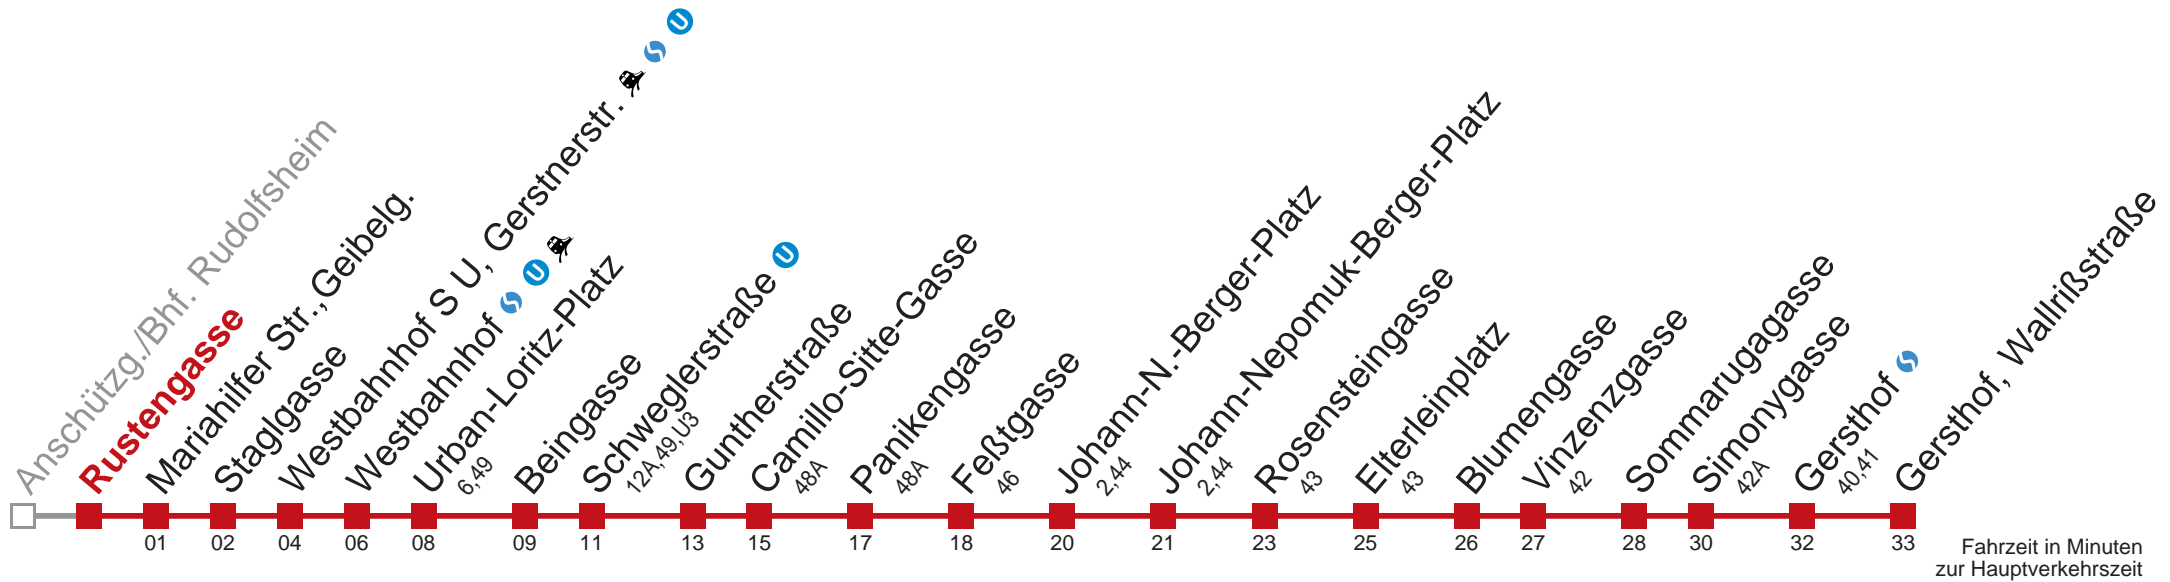 Anschützg./Bhf. Rudolfsheim
Rustengasse
Mariahilfer Str., Geibelg.
01
Staglgasse
02
Westbahnhof S U, Gerstnerstr. U
04
Westbahnhof U
06
Urban-Loritz-Platz
6,49
08
Beingasse
09
Schweglerstraße U
12A,49,U3
11
Guntherstraße
13
Camillo-Sitte-Gasse
48A
15
Panikengasse
48A
17
Feßtgasse
46
18
Johann-N.-Berger-Platz
2,44
20
Johann-Nepomuk-Berger-Platz
2,44
21
Rosensteingasse
43
23
Elterleinplatz
43
25
Blumengasse
26
Vinzenzgasse
42
27
Sommarugagasse
28
Simonygasse
42A
30
Gersthof
40,41
32
Gersthof, Wallrißstraße
33
Fahrzeit in Minuten
zur Hauptverkehrszeit